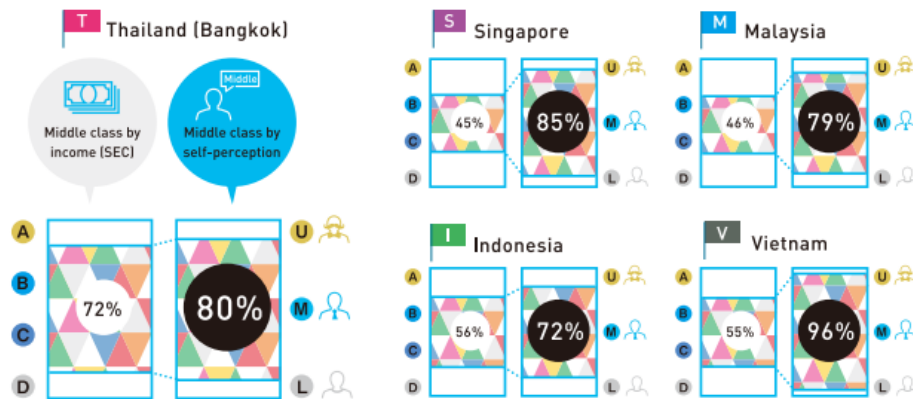 T Thailand (Bangkok)
Middle class by
income (SEC)
Middle
Middle class by
self-perception
A
B
C
D
72%
80%
U
M
L
S Singapore
A
B
C
D
45%
85%
U
M
L
M Malaysia
A
B
C
D
46%
79%
U
M
L
I Indonesia
A
B
C
D
56%
72%
U
M
L
V Vietnam
A
B
C
D
55%
96%
U
M
L